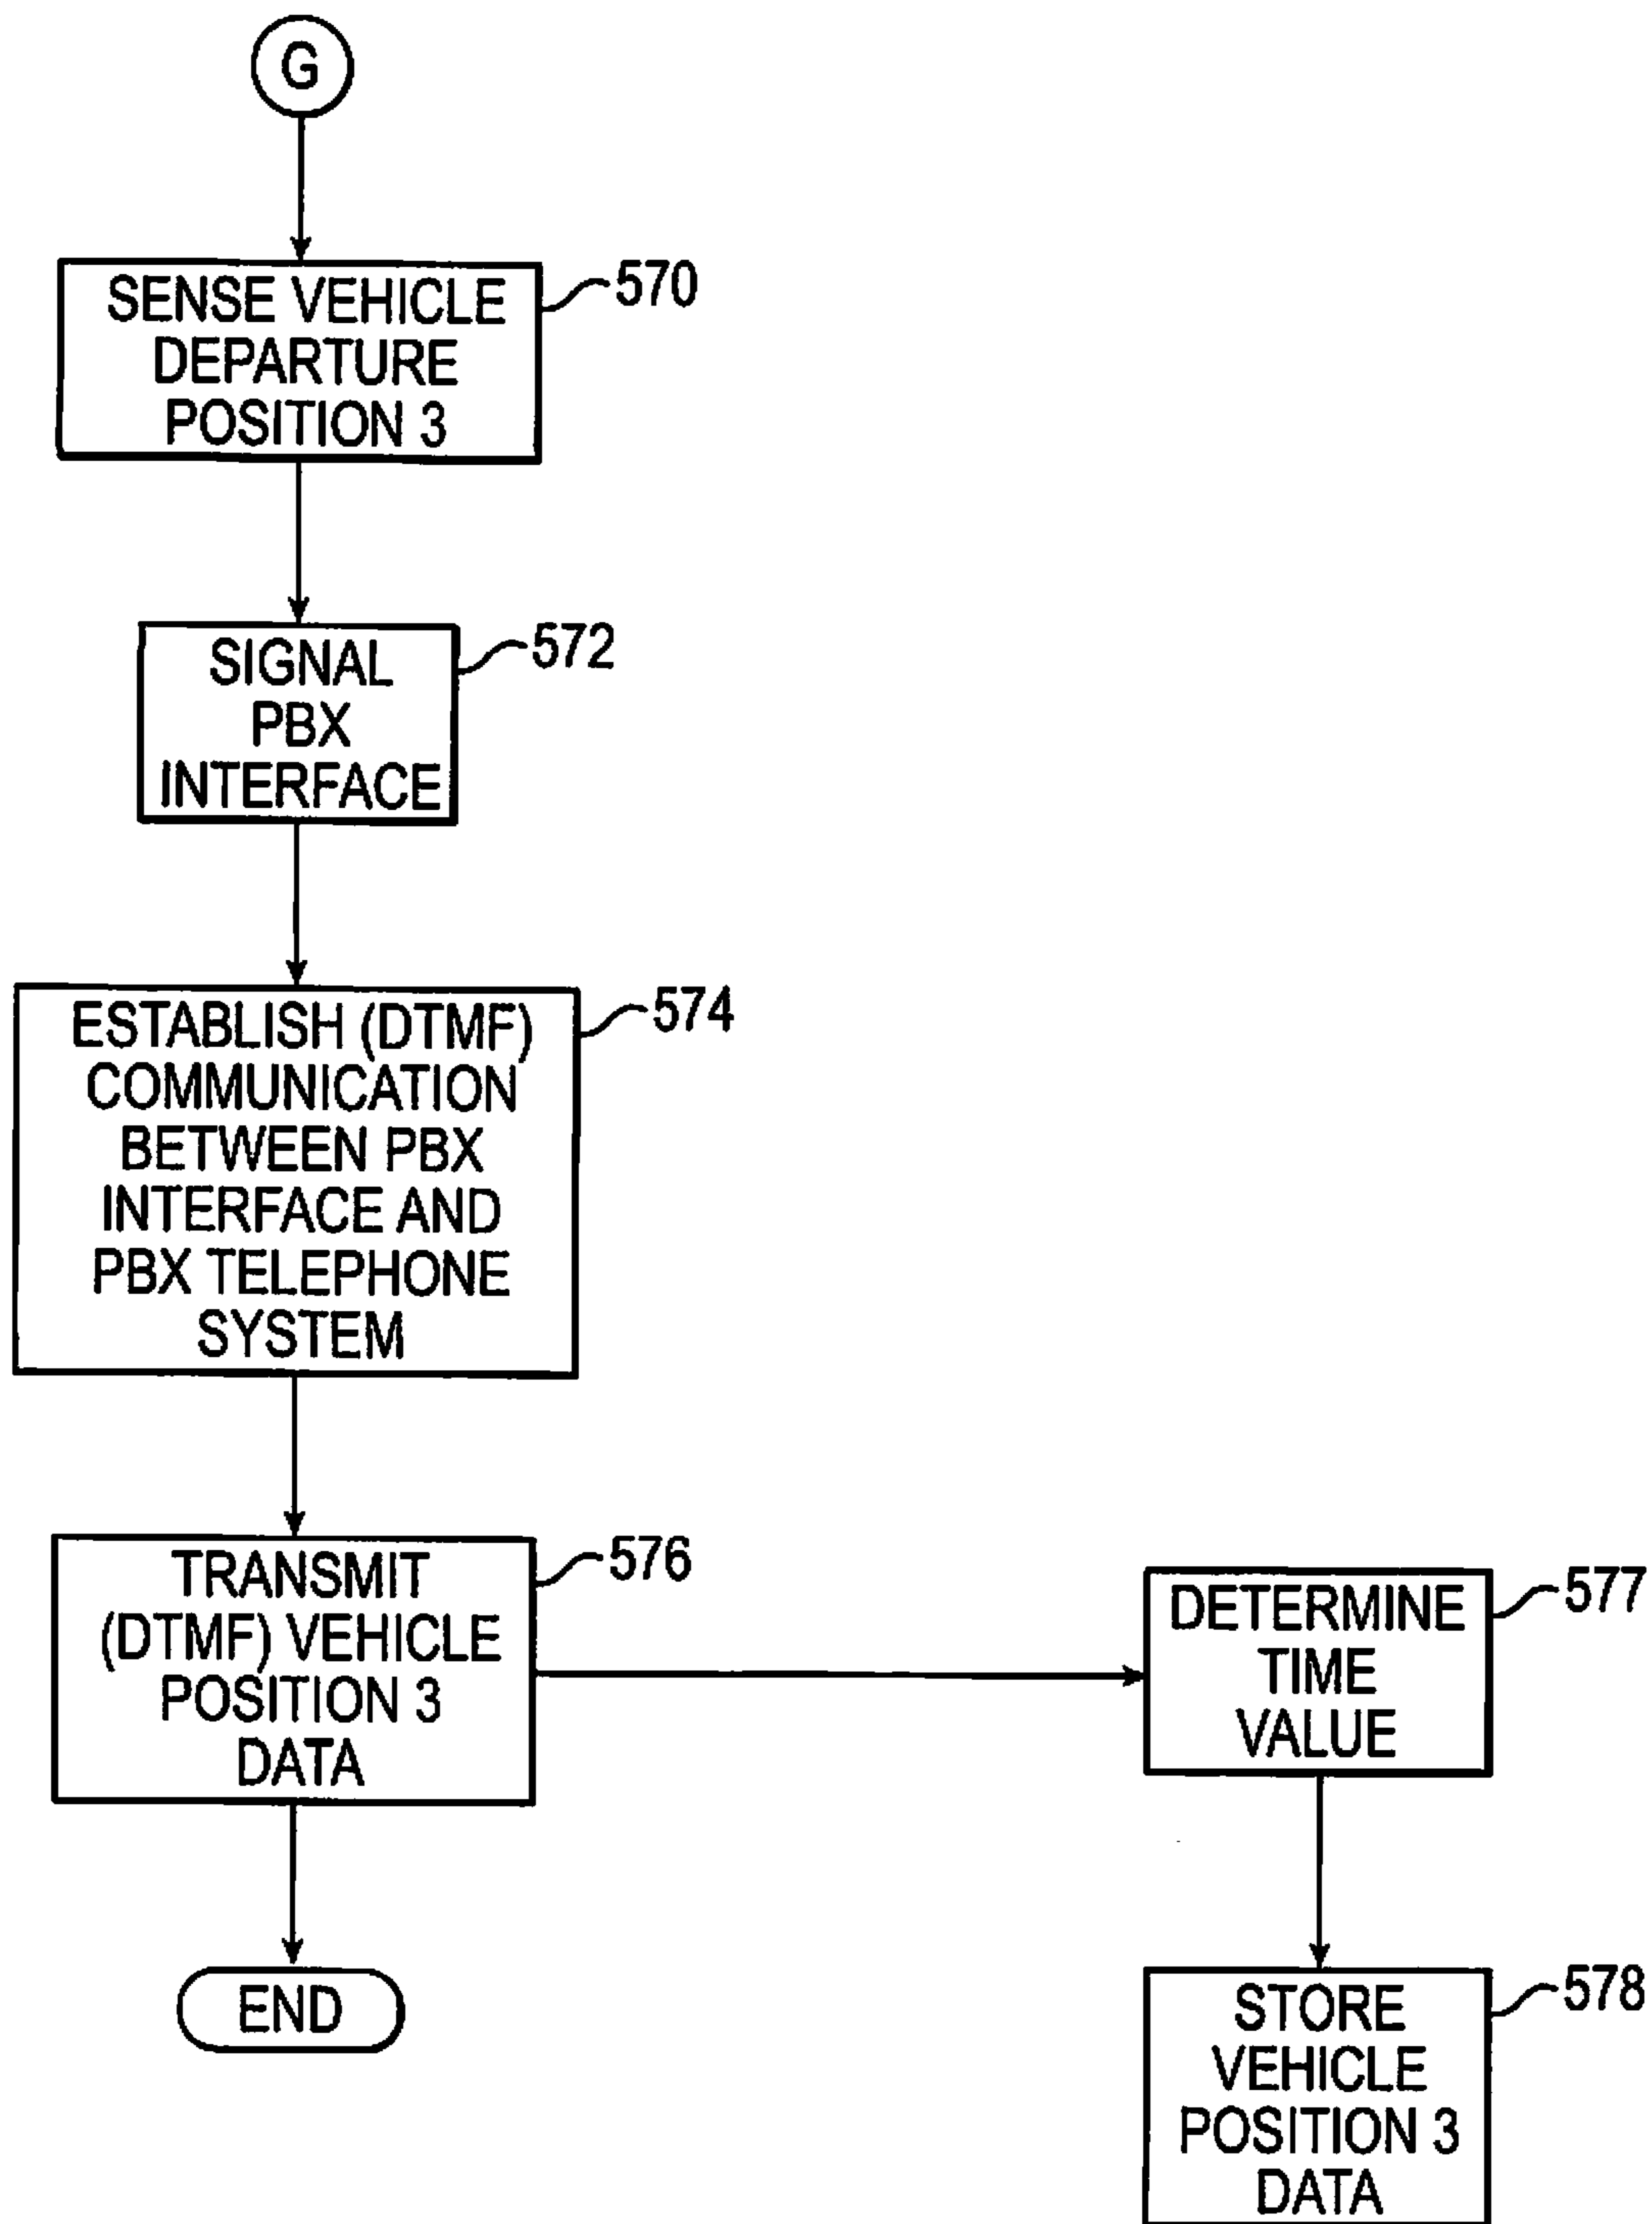 G
SENSE VEHICLE
DEPARTURE
POSITION 3
570
SIGNAL
PBX
INTERFACE
572
ESTABLISH (DTMF)
COMMUNICATION
BETWEEN PBX
INTERFACE AND
PBX TELEPHONE
SYSTEM
574
TRANSMIT
(DTMF) VEHICLE
POSITION 3
DATA
576
DETERMINE
TIME
VALUE
577
END
STORE
VEHICLE
POSITION 3
DATA
578